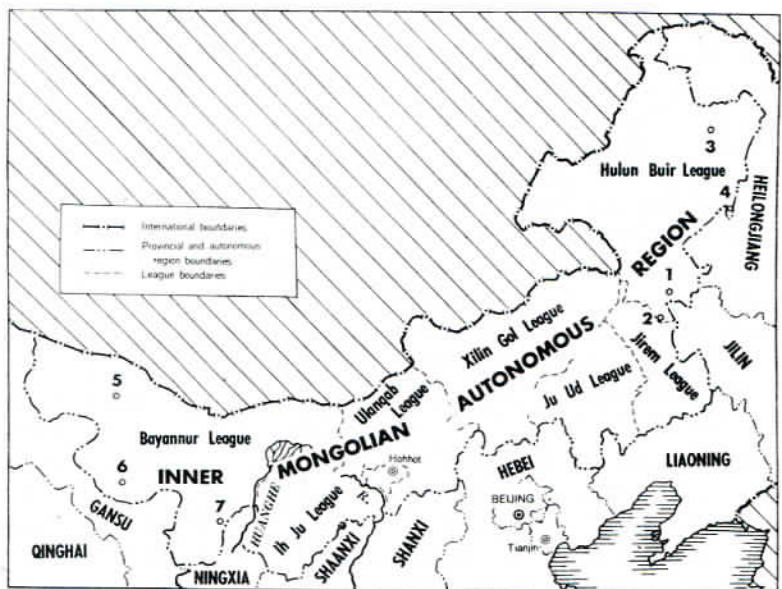 3
Hulun Buir League
4
HEILONGJIANG
International boundaries
Provincial and autonomous
region boundaries
League boundaries
REGION
1
2
Xilin Gol League
JILIN
Jirem League
AUTONOMOUS
Ulanqab
League
Ju Ud League
5
Bayannur League
MONGOLIAN
Hohhot
HEBEI
LIAONING
6
INNER
HUANGHE
R.
BEIJING
GANSU
7
Ih Ju League
Tianjin
QINGHAI
NINGXIA
SHAANXI
SHANXI